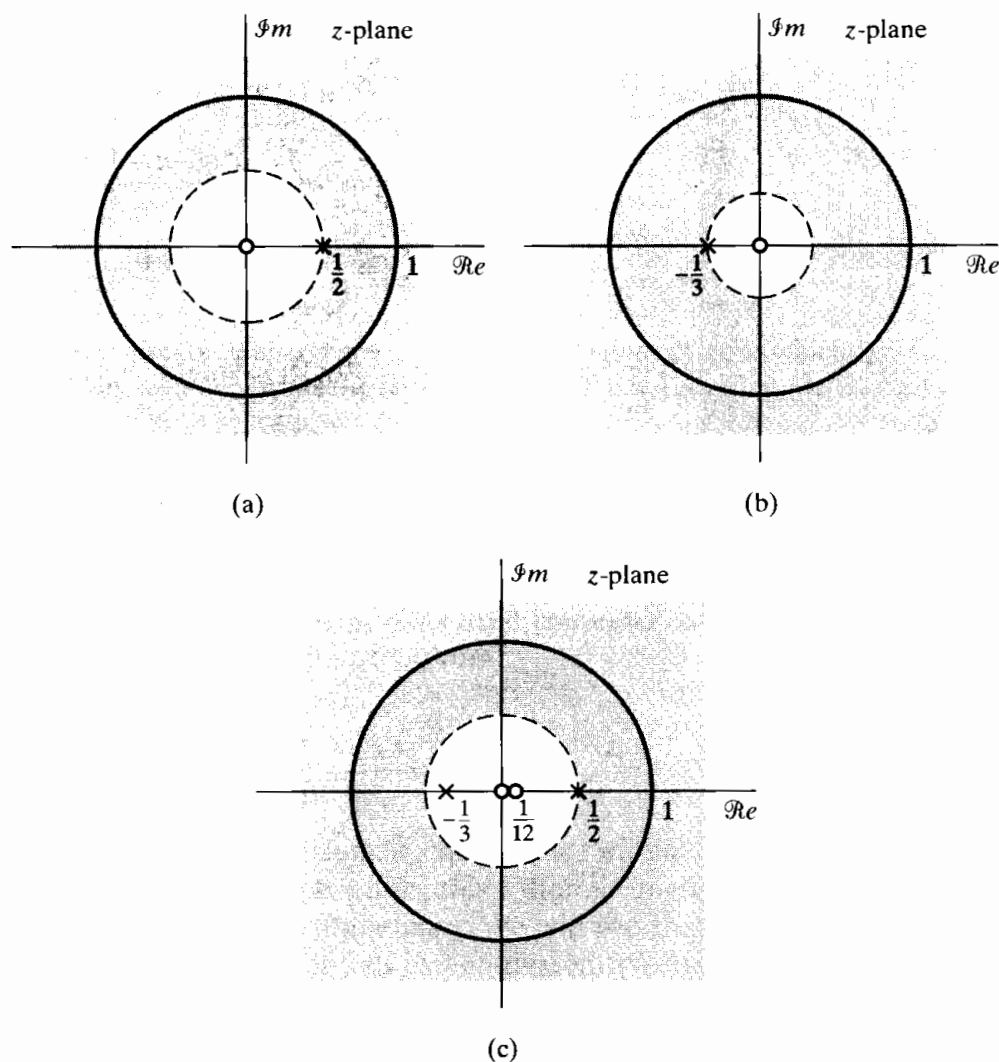 ℐm z-plane
ℐm z-plane
1/2
1
ℛe
-1/3
1
ℛe
(a)
(b)
ℐm z-plane
-1/3
1/12
1/2
1
ℛe
(c)